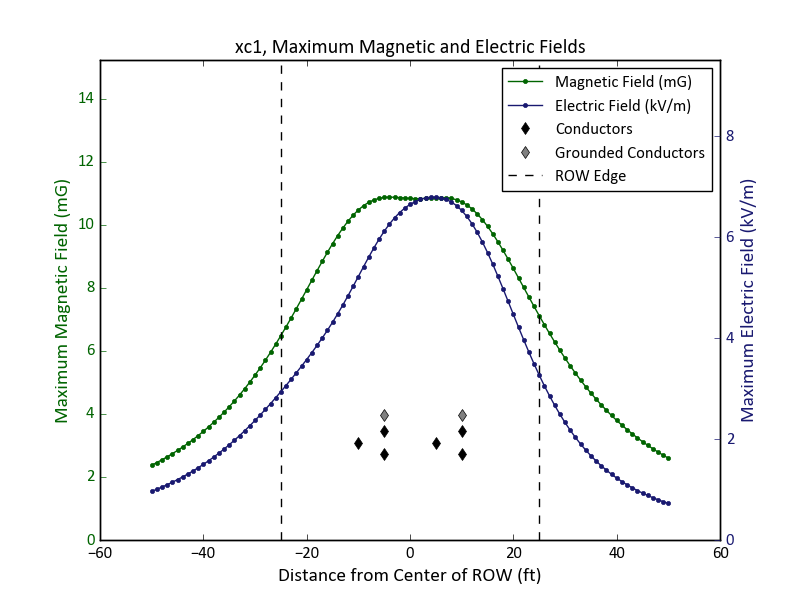 xc1, Maximum Magnetic and Electric Fields
Magnetic Field (mG)
Electric Field (kV/m)
Conductors
Grounded Conductors
ROW Edge
Maximum Magnetic Field (mG)
14
12
10
8
6
4
2
0
Maximum Electric Field (kV/m)
8
6
4
2
0
−60 −40 −20 0 20 40 60
Distance from Center of ROW (ft)